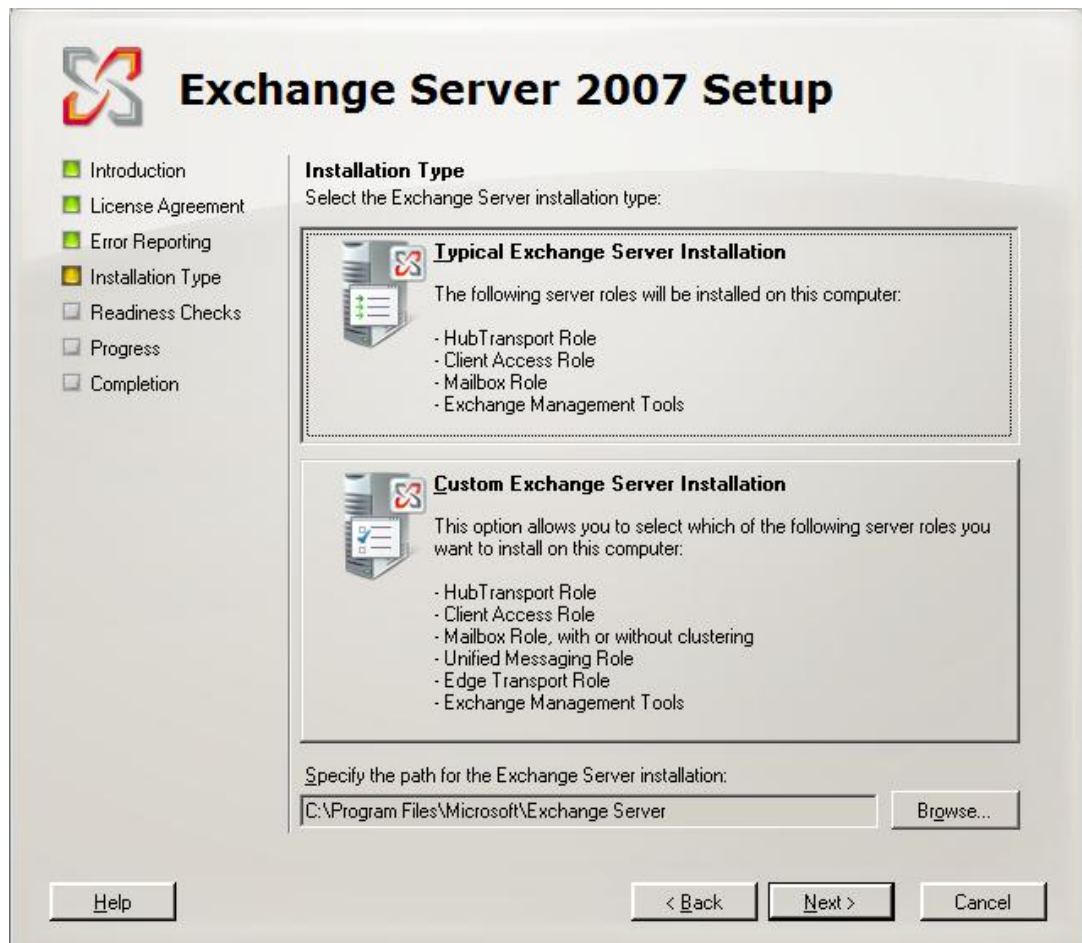 Exchange Server 2007 Setup
Introduction
License Agreement
Error Reporting
Installation Type
Readiness Checks
Progress
Completion
Installation Type
Select the Exchange Server installation type:
Typical Exchange Server Installation
The following server roles will be installed on this computer:
- HubTransport Role
- Client Access Role
- Mailbox Role
- Exchange Management Tools
Custom Exchange Server Installation
This option allows you to select which of the following server roles you
want to install on this computer:
- HubTransport Role
- Client Access Role
- Mailbox Role, with or without clustering
- Unified Messaging Role
- Edge Transport Role
- Exchange Management Tools
Specify the path for the Exchange Server installation:
C:\Program Files\Microsoft\Exchange Server
Browse...
Help
< Back
Next >
Cancel